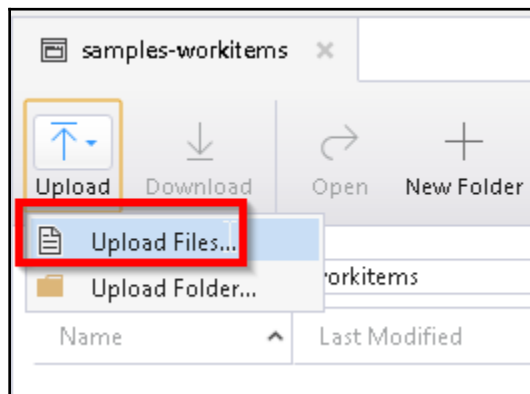 samples-workitems
Upload Download Open New Folder
Upload Files...
Upload Folder...
orkitems
Name Last Modified